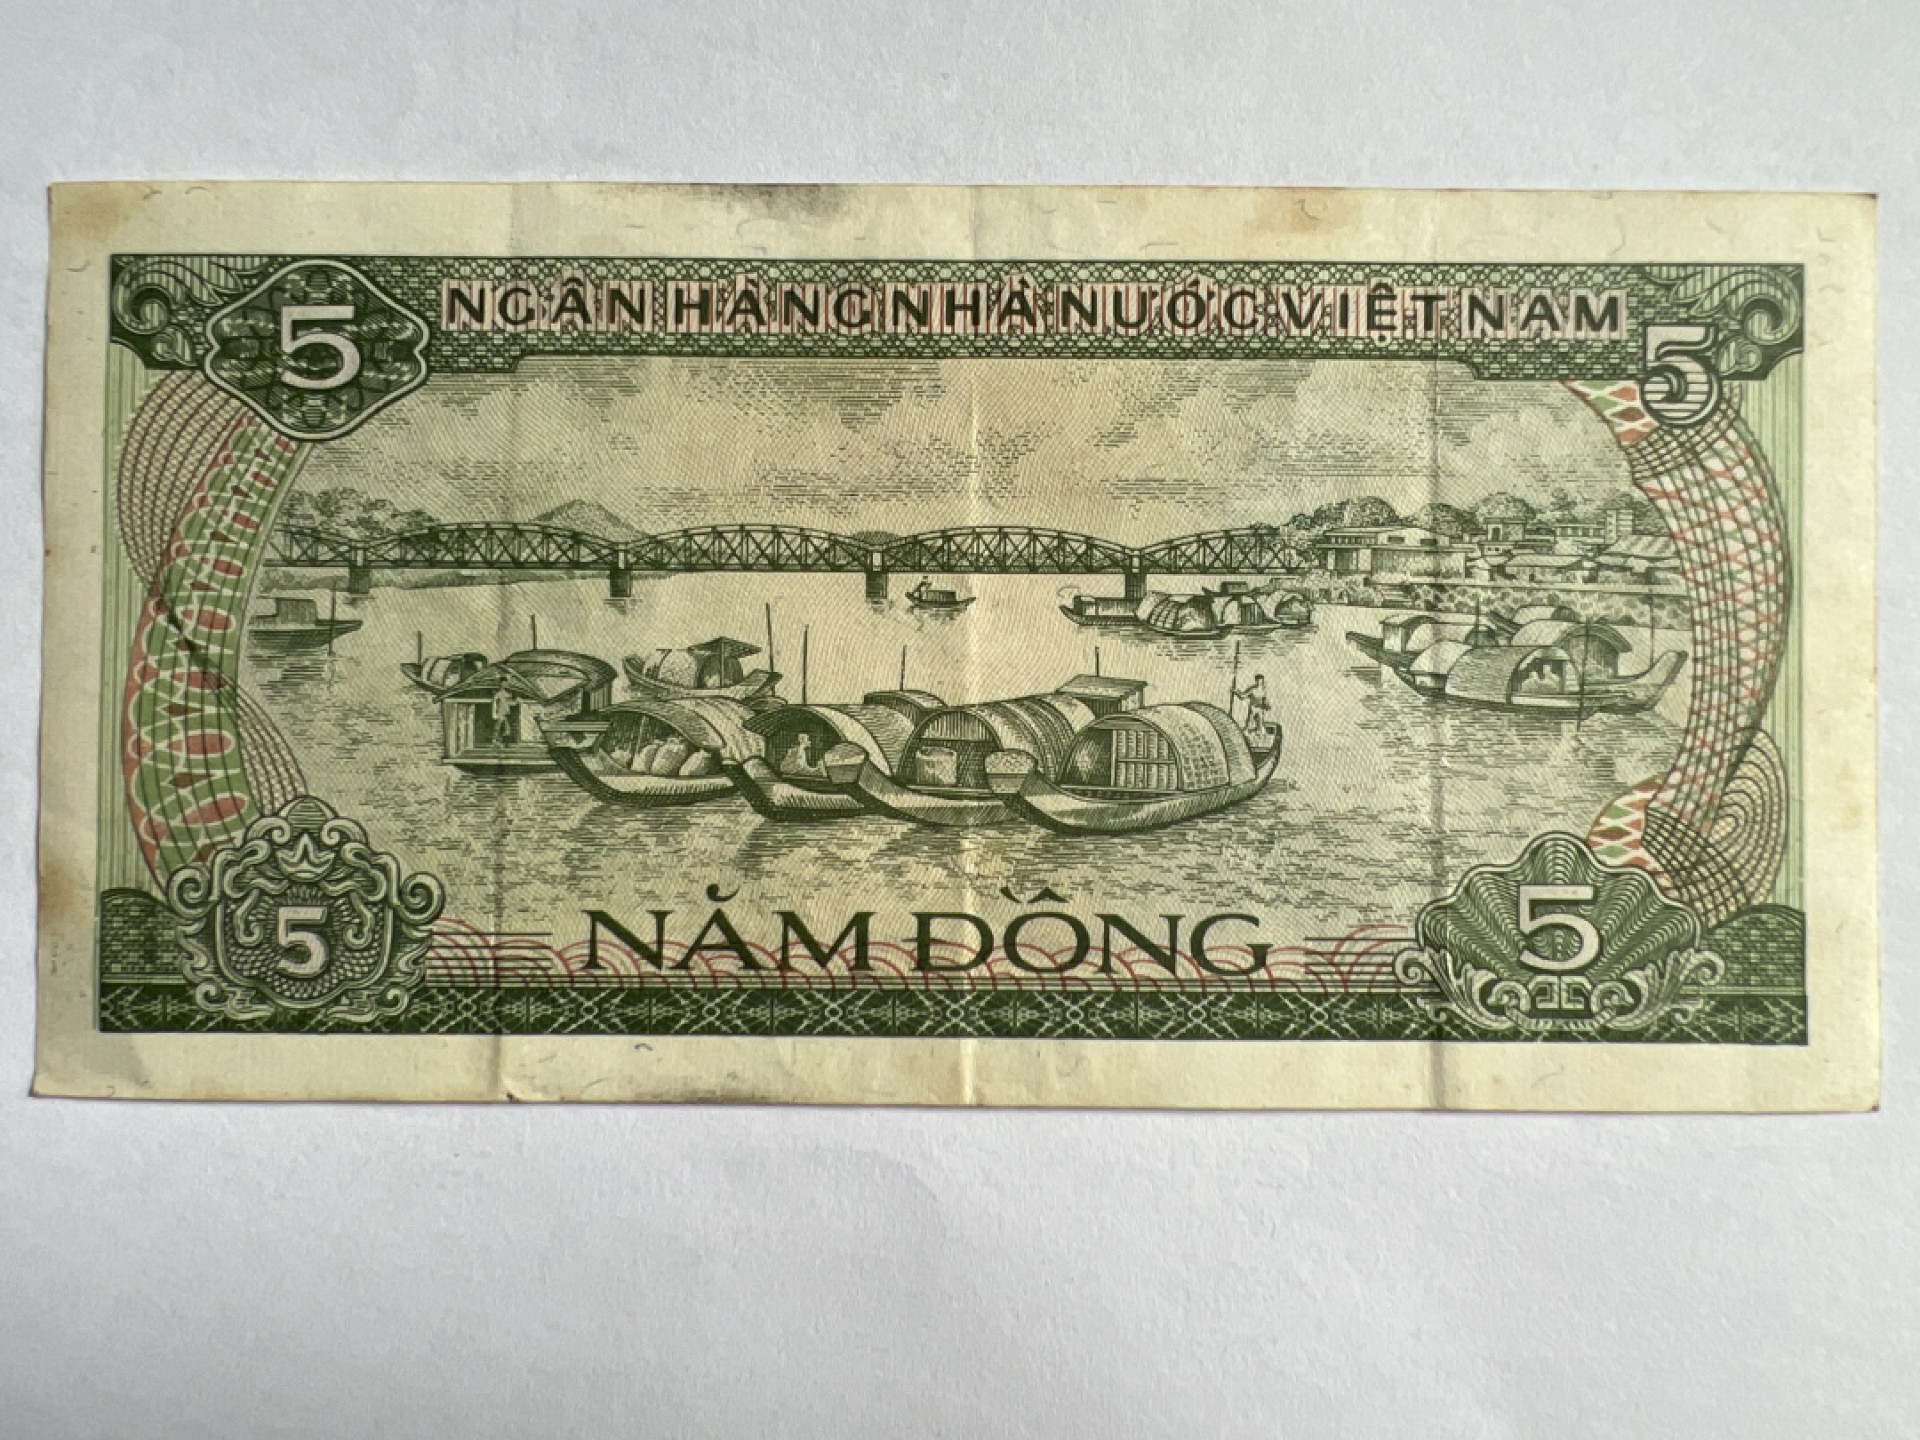 5 NGÂN HÀNG NHÀ NƯỚC VIỆT NAM 5
5 NĂM ĐỒNG 5